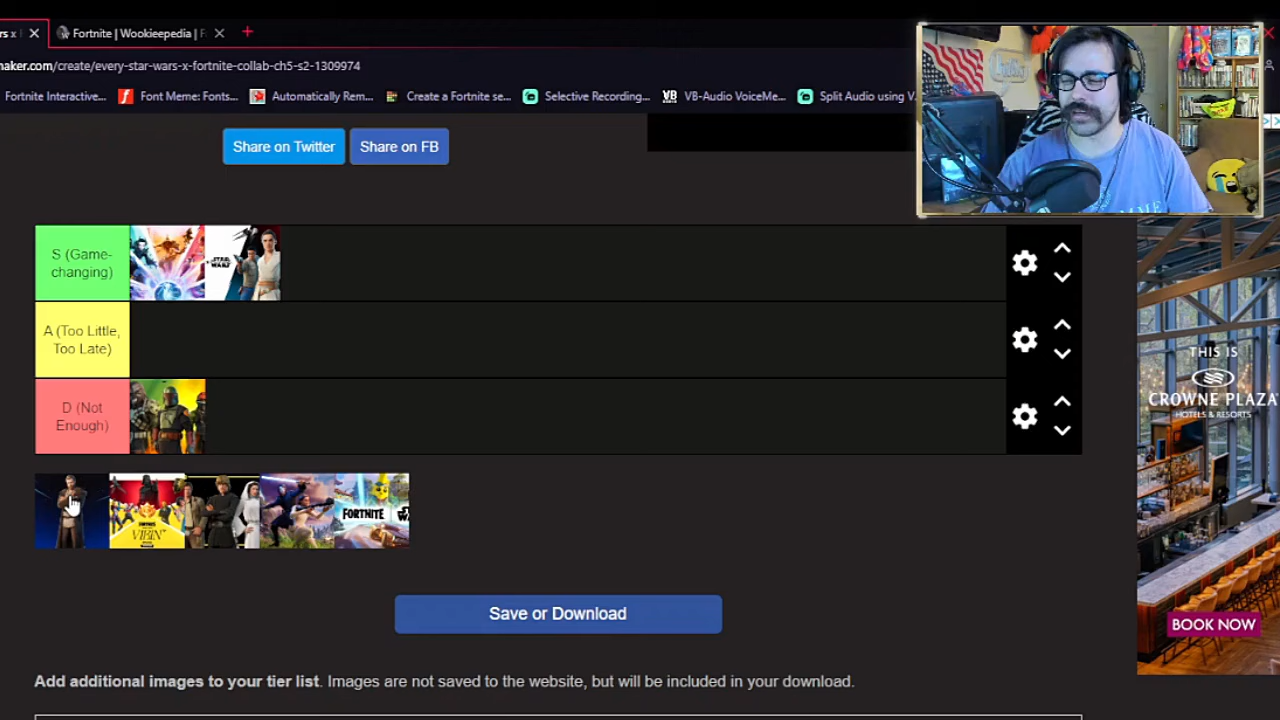 rs x
Fortnite | Wookieepedia | F
maker.com/create/every-star-wars-x-fortnite-collab-ch5-s2-1309974
Fortnite Interactive...
Font Meme: Fonts...
Automatically Rem...
Create a Fortnite se...
Selective Recording...
VB-Audio VoiceMe...
Split Audio using V
Share on Twitter
Share on FB
S (Game-
changing)
STAR
WARS
A (Too Little,
Too Late)
D (Not
Enough)
VIBIN'
FORTNITE
Save or Download
Add additional images to your tier list. Images are not saved to the website, but will be included in your download.
THIS IS
CROWNE PLAZA
HOTELS & RESORTS
BOOK NOW